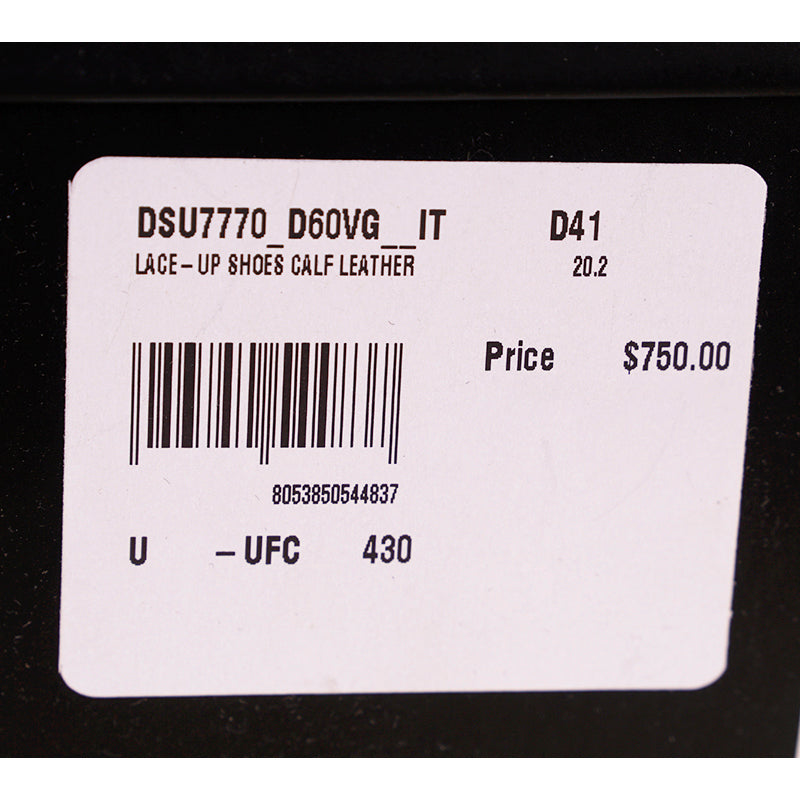 DSU7770_D60VG__IT D41
LACE-UP SHOES CALF LEATHER 20.2
Price $750.00
8053850544837
U -UFC 430